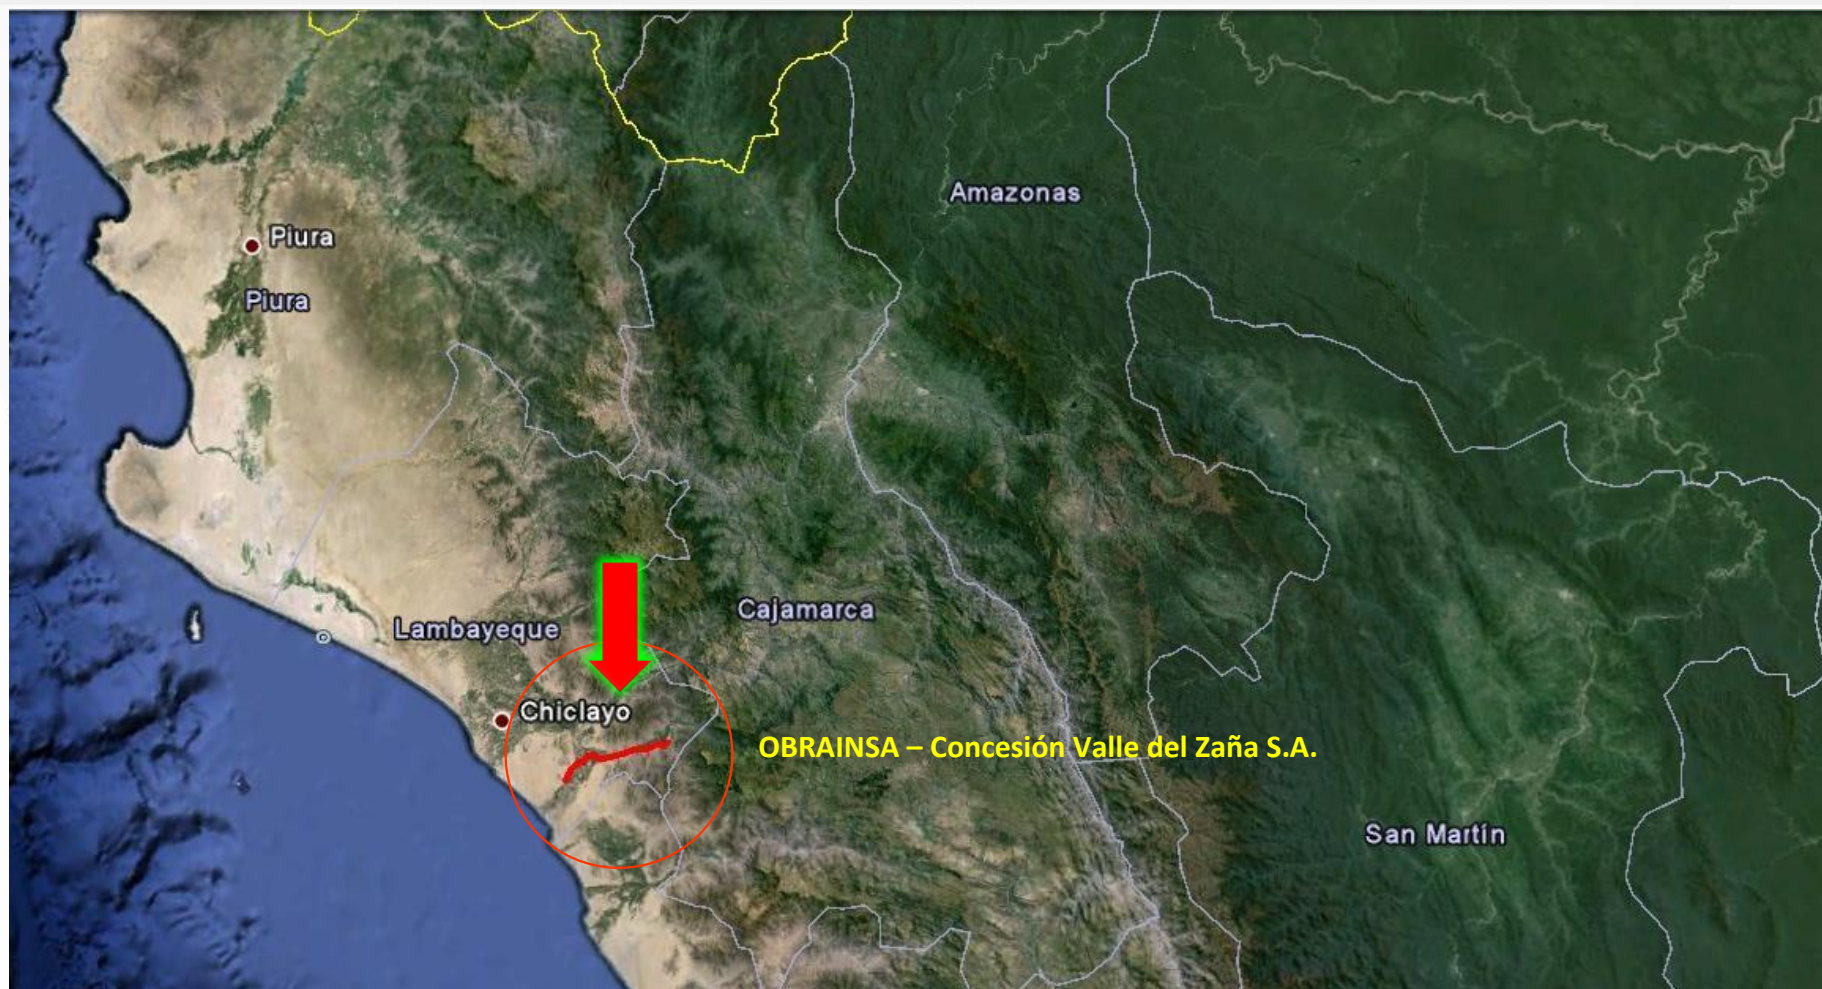 Amazonas
Piura
Piura
Cajamarca
Lambayeque
Chiclayo
OBRAINSA – Concesión Valle del Zaña S.A.
San Martín